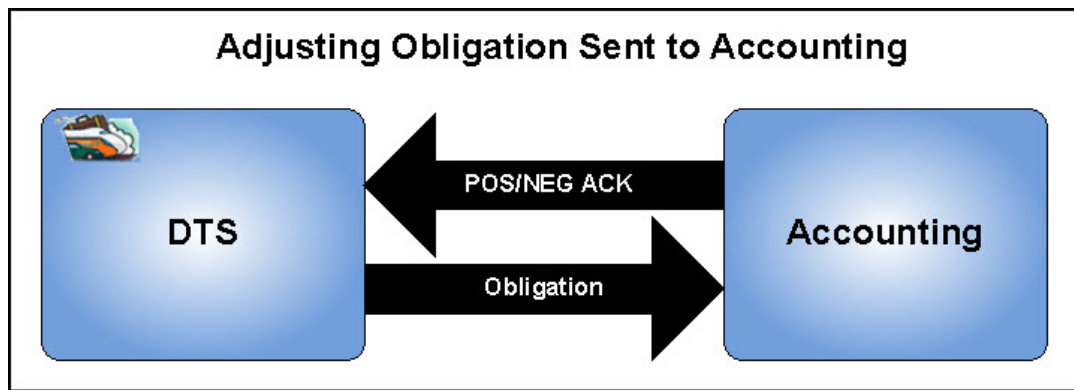 Adjusting Obligation Sent to Accounting
POS/NEG ACK
DTS
Accounting
Obligation